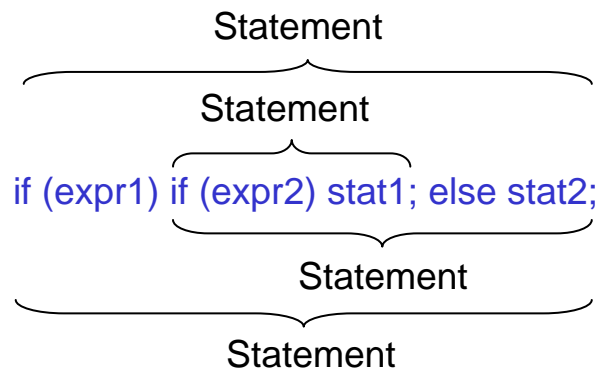 Statement
Statement
if (expr1) if (expr2) stat1; else stat2;
Statement
Statement